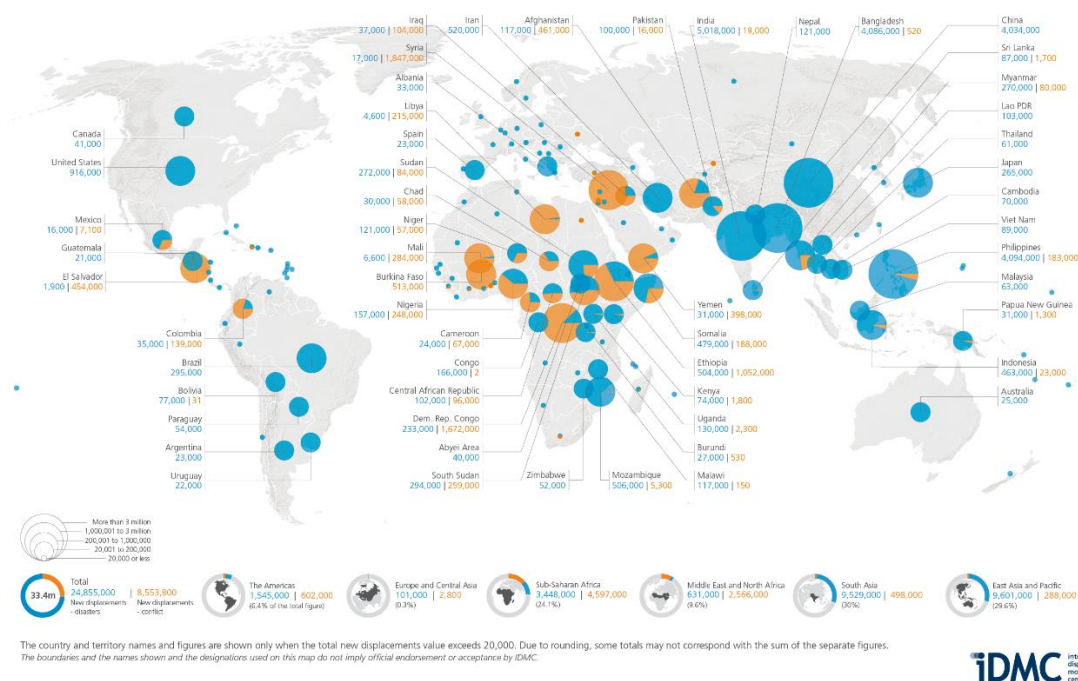 Iraq
37,000 | 104,000
Iran
520,000
Afghanistan
117,000 | 461,000
Pakistan
100,000 | 16,000
India
5,018,000 | 19,000
Nepal
121,000
Bangladesh
4,086,000 | 520
China
4,034,000
Syria
17,000 | 1,847,000
Albania
33,000
Libya
4,600 | 215,000
Spain
23,000
Sudan
272,000 | 84,000
Chad
30,000 | 58,000
Niger
121,000 | 57,000
Mali
6,600 | 284,000
Burkina Faso
513,000
Nigeria
157,000 | 248,000
Sri Lanka
87,000 | 1,700
Myanmar
270,000 | 80,000
Lao PDR
103,000
Thailand
61,000
Japan
265,000
Cambodia
70,000
Viet Nam
89,000
Philippines
4,094,000 | 183,000
Malaysia
63,000
Papua New Guinea
31,000 | 1,300
Indonesia
463,000 | 23,000
Australia
25,000
Canada
41,000
United States
916,000
Mexico
16,000 | 7,100
Guatemala
21,000
El Salvador
1,900 | 454,000
Colombia
35,000 | 139,000
Brazil
295,000
Bolivia
77,000 | 31
Paraguay
54,000
Argentina
23,000
Uruguay
22,000
Cameroon
24,000 | 67,000
Congo
166,000 | 2
Central African Republic
102,000 | 96,000
Dem. Rep. Congo
233,000 | 1,672,000
Abyei Area
40,000
South Sudan
294,000 | 259,000
Zimbabwe
52,000
Mozambique
506,000 | 5,300
Yemen
31,000 | 398,000
Somalia
479,000 | 188,000
Ethiopia
504,000 | 1,052,000
Kenya
74,000 | 1,800
Uganda
130,000 | 2,300
Burundi
27,000 | 530
Malawi
117,000 | 150
More than 3 million
1,000,001 to 3 million
200,001 to 1,000,000
20,001 to 200,000
20,000 or less
33.4m
Total
24,855,000 | 8,553,800
New displacements - disasters
New displacements - conflict
The Americas
1,545,000 | 602,000
(6.4% of the total figure)
Europe and Central Asia
101,000 | 2,800
(0.3%)
Sub-Saharan Africa
3,448,000 | 4,597,000
(24.1%)
Middle East and North Africa
631,000 | 2,566,000
(9.6%)
South Asia
9,529,000 | 498,000
(30%)
East Asia and Pacific
9,601,000 | 288,000
(29.6%)
The country and territory names and figures are shown only when the total new displacements value exceeds 20,000. Due to rounding, some totals may not correspond with the sum of the separate figures.
The boundaries and the names shown and the designations used on this map do not imply official endorsement or acceptance by IDMC.
iDMC